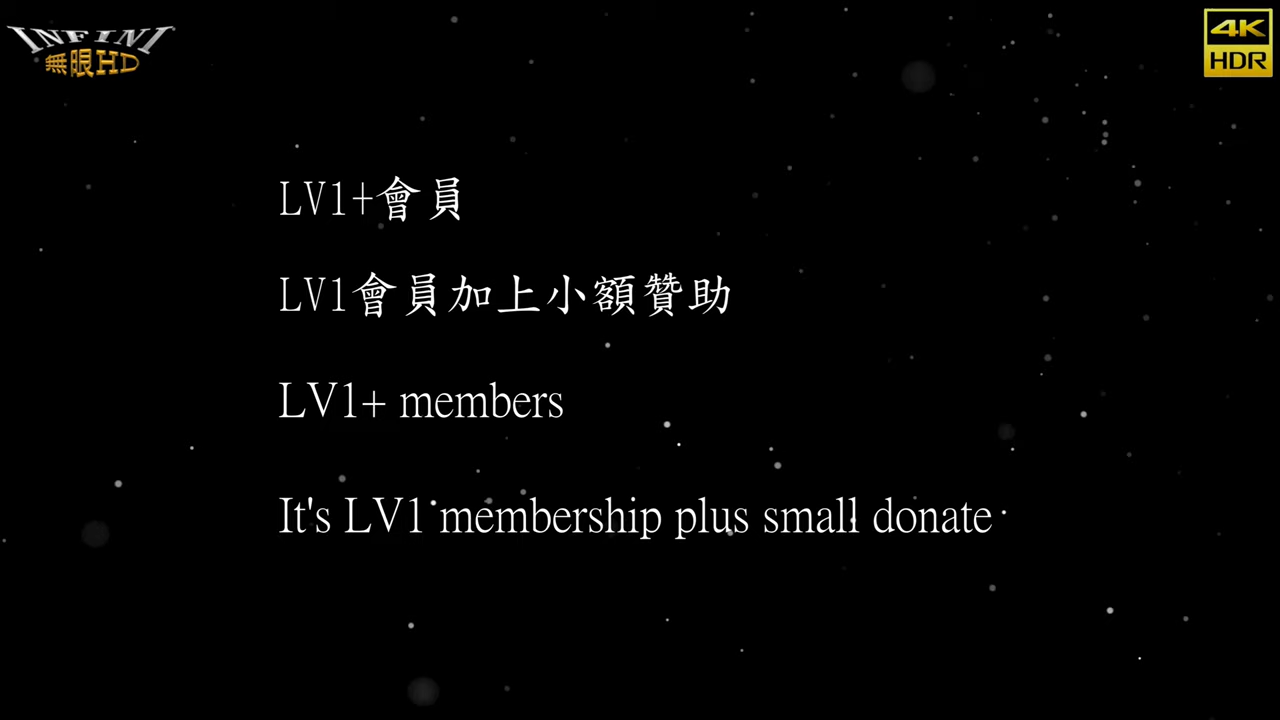 INFINI
無限HD
4K
HDR
LV1+會員
LV1會員加上小額贊助
LV1+ members
It's LV1 membership plus small donate